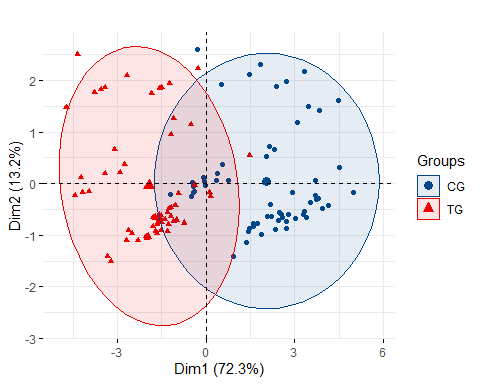 Dim2 (13.2%)
2
1
0
-1
-2
-3
-3
0
3
6
Dim1 (72.3%)
Groups
CG
TG